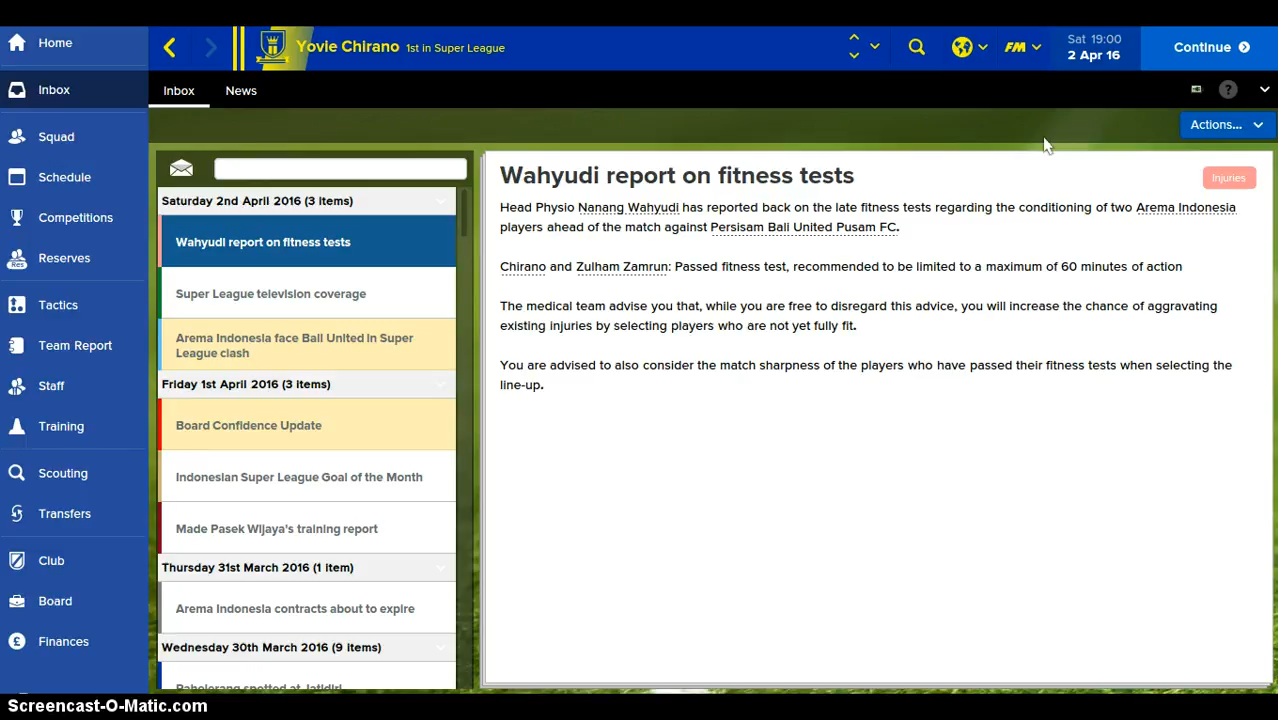 Home
Yovie Chirano 1st in Super League
FM
Sat 19:00
2 Apr 16
Continue
Inbox
Inbox News
Actions...
Squad
Schedule
Competitions
Reserves
Res
Tactics
Team Report
Staff
Training
Scouting
Transfers
Club
Board
Finances
Saturday 2nd April 2016 (3 items)
Wahyudi report on fitness tests
Super League television coverage
Arema Indonesia face Bali United in Super
League clash
Friday 1st April 2016 (3 items)
Board Confidence Update
Indonesian Super League Goal of the Month
Made Pasek Wijaya's training report
Thursday 31st March 2016 (1 item)
Arema Indonesia contracts about to expire
Wednesday 30th March 2016 (9 items)
Wahyudi report on fitness tests
Injuries
Head Physio Nanang Wahyudi has reported back on the late fitness tests regarding the conditioning of two Arema Indonesia
players ahead of the match against Persisam Bali United Pusam FC.
Chirano and Zulham Zamrun: Passed fitness test, recommended to be limited to a maximum of 60 minutes of action
The medical team advise you that, while you are free to disregard this advice, you will increase the chance of aggravating
existing injuries by selecting players who are not yet fully fit.
You are advised to also consider the match sharpness of the players who have passed their fitness tests when selecting the
line-up.
Screencast-O-Matic.com